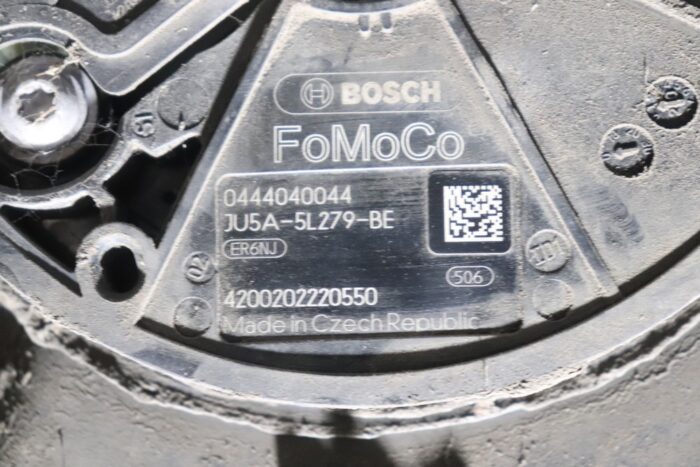 BOSCH
FoMoCo
0444040044
JU5A-5L279-BE
ER6NJ
506
4200202220550
Made in Czech Republic